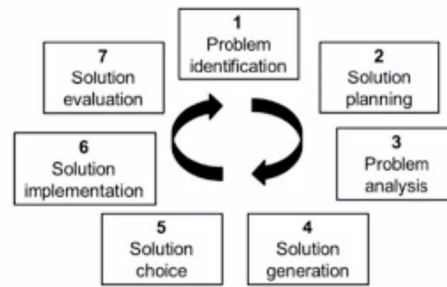 1
Problem
identification
2
Solution
planning
3
Problem
analysis
4
Solution
generation
5
Solution
choice
6
Solution
implementation
7
Solution
evaluation